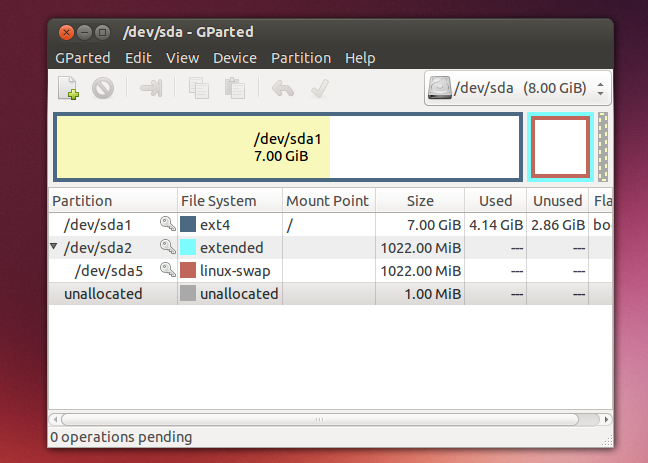 /dev/sda - GParted
GParted Edit View Device Partition Help
/dev/sda (8.00 GiB)
/dev/sda1
7.00 GiB
Partition File System Mount Point Size Used Unused Fla
/dev/sda1 ext4 / 7.00 GiB 4.14 GiB 2.86 GiB boo
/dev/sda2 extended 1022.00 MiB --- ---
/dev/sda5 linux-swap 1022.00 MiB --- ---
unallocated unallocated 1.00 MiB --- ---
0 operations pending